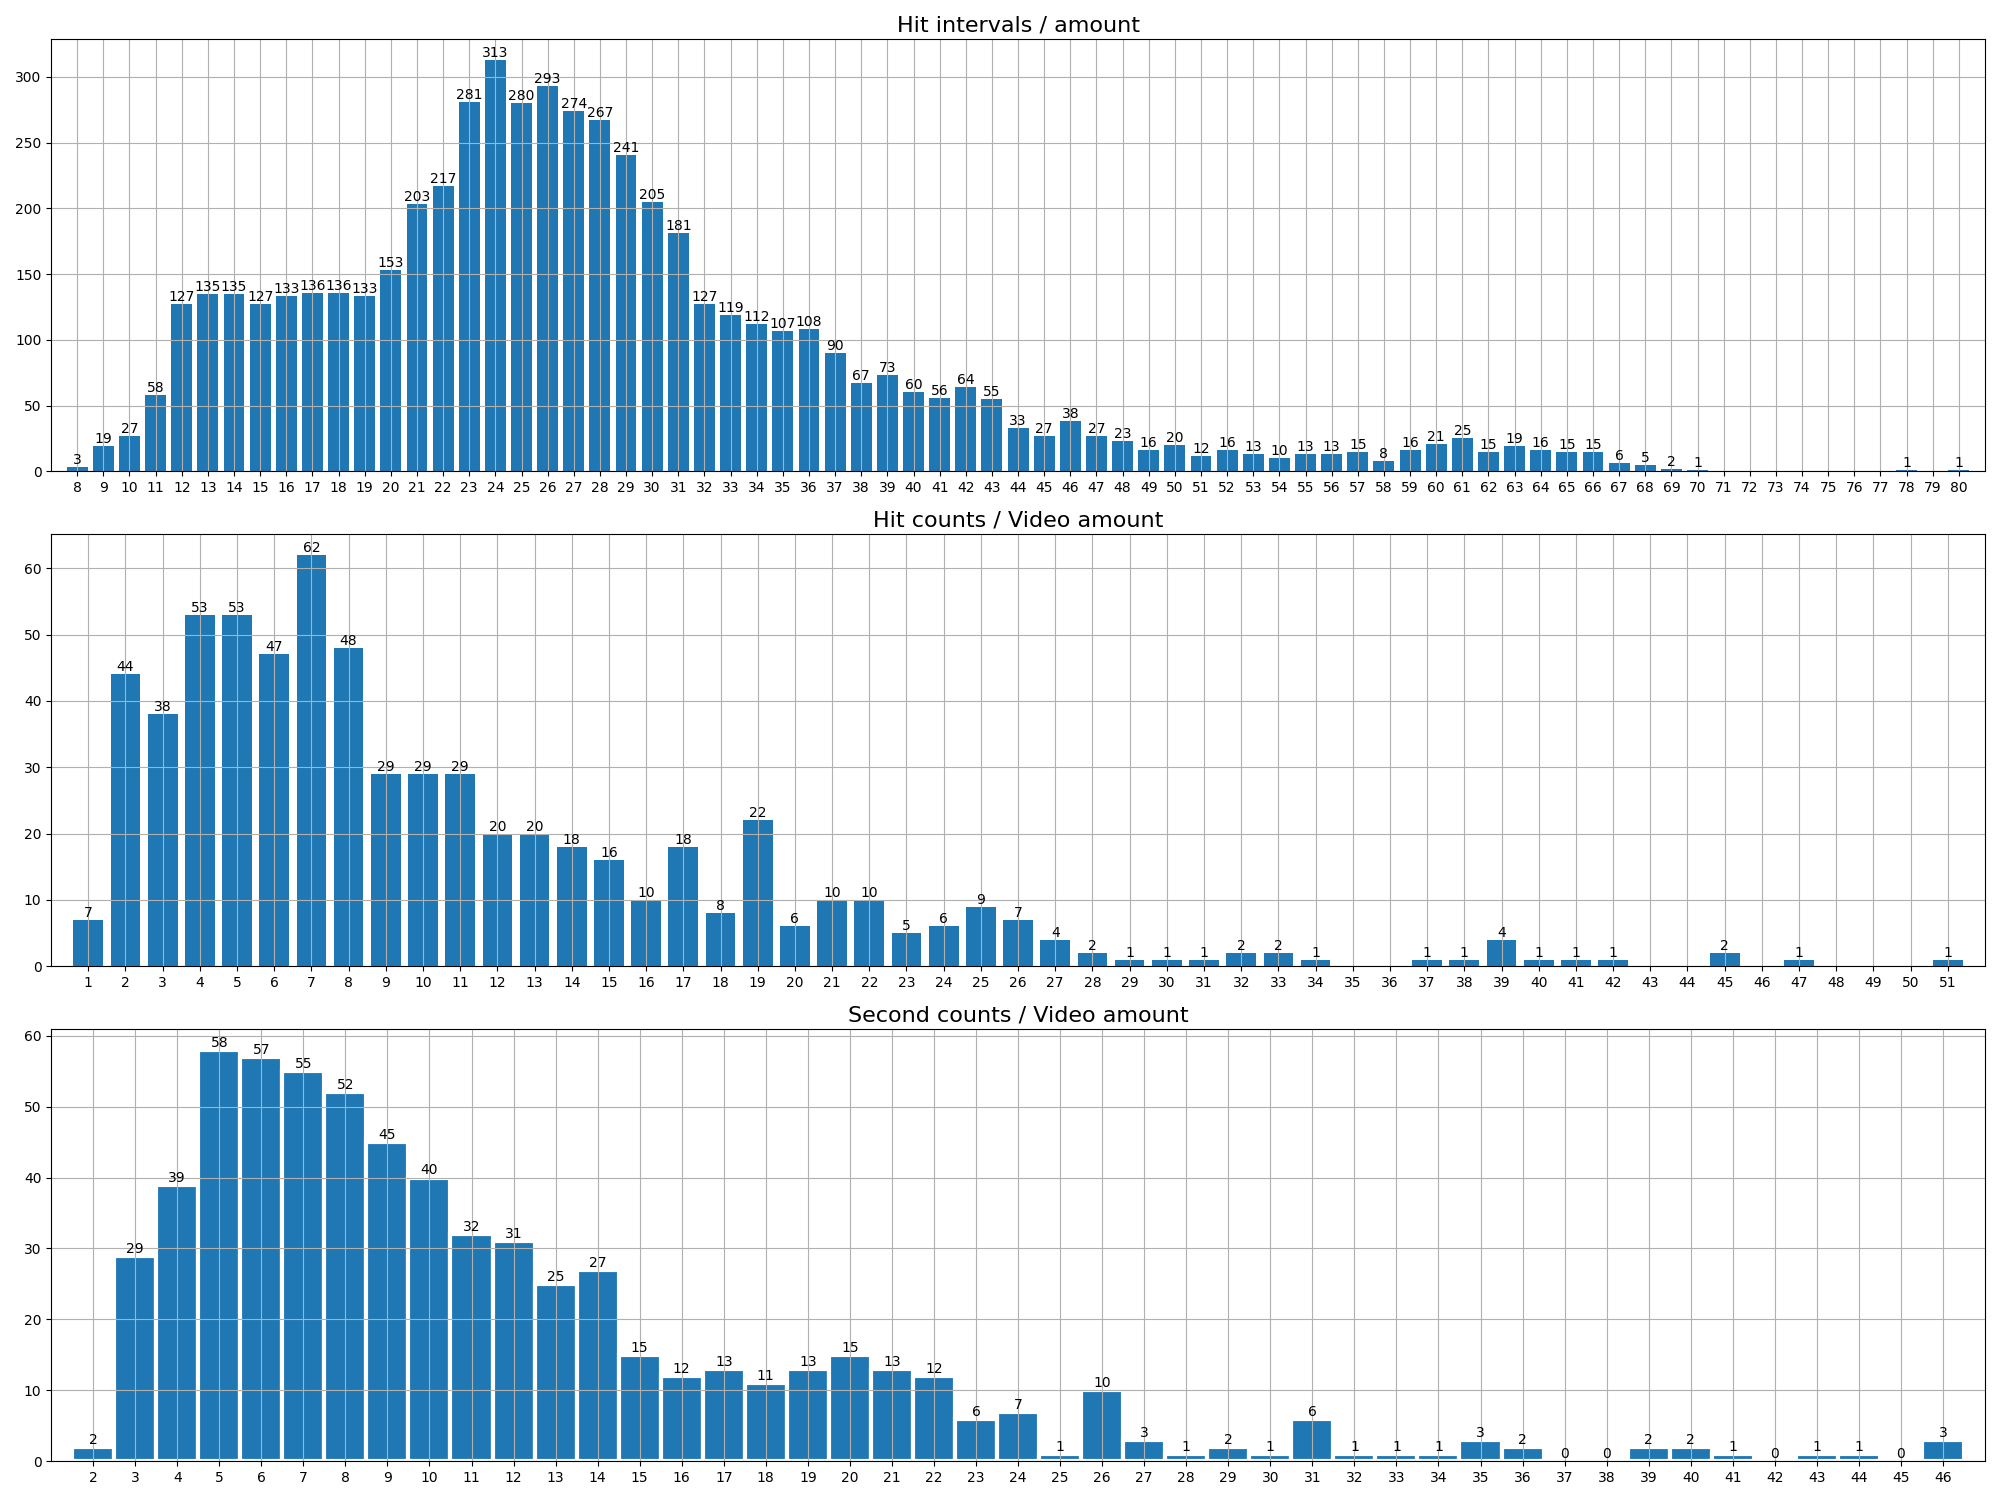 Hit intervals / amount
300
250
200
150
100
50
0
3 19 27 58 127 135 135 127 133 136 136 133 153 203 217 281 313 280 293 274 267 241 205 181 127 119 112 107 108 90 67 73 60 56 64 55 33 27 38 27 23 16 20 12 16 13 10 13 13 15 8 16 21 25 15 19 16 15 15 6 5 2 1 1 1
8 9 10 11 12 13 14 15 16 17 18 19 20 21 22 23 24 25 26 27 28 29 30 31 32 33 34 35 36 37 38 39 40 41 42 43 44 45 46 47 48 49 50 51 52 53 54 55 56 57 58 59 60 61 62 63 64 65 66 67 68 69 70 71 72 73 74 75 76 77 78 79 80
Hit counts / Video amount
60
50
40
30
20
10
0
7 44 38 53 53 47 62 48 29 29 29 20 20 18 16 10 18 8 22 6 10 10 5 6 9 7 4 2 1 1 1 2 2 1 1 1 4 1 1 1 2 1 1
1 2 3 4 5 6 7 8 9 10 11 12 13 14 15 16 17 18 19 20 21 22 23 24 25 26 27 28 29 30 31 32 33 34 35 36 37 38 39 40 41 42 43 44 45 46 47 48 49 50 51
Second counts / Video amount
60
50
40
30
20
10
0
2 29 39 58 57 55 52 45 40 32 31 25 27 15 12 13 11 13 15 13 12 6 7 1 10 3 1 2 1 6 1 1 1 3 2 0 0 2 2 1 0 1 1 0 3
2 3 4 5 6 7 8 9 10 11 12 13 14 15 16 17 18 19 20 21 22 23 24 25 26 27 28 29 30 31 32 33 34 35 36 37 38 39 40 41 42 43 44 45 46